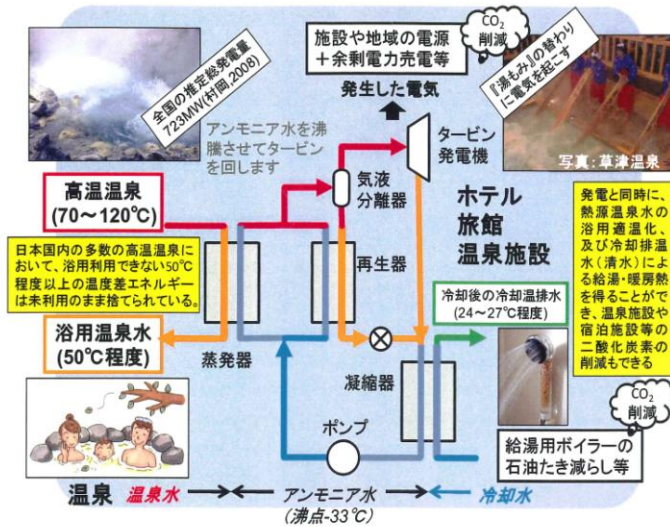 全国の推定総発電量
723MW(村岡,2008)
施設や地域の電源
＋余剰電力売電等
CO2
削減
『湯もみ』の替わり
に電気を起こす
写真：草津温泉
発生した電気
アンモニア水を沸
騰させてタービン
を回します
タービン
発電機
気液
分離器
高温温泉
(70～120℃)
ホテル
旅館
温泉施設
発電と同時に、
熱源温泉水の
浴用適温化、
及び冷却排温
水(清水)によ
る給湯・暖房熱
を得ることがで
き、温泉施設や
宿泊施設等の
二酸化炭素の
削減もできる
日本国内の多数の高温温泉に
おいて、浴用利用できない50℃
程度以上の温度差エネルギー
は未利用のまま捨てられている。
再生器
冷却後の冷却温排水
(24～27℃程度)
浴用温泉水
(50℃程度)
蒸発器
凝縮器
CO2
削減
ポンプ
給湯用ボイラーの
石油たき減らし等
温泉
温泉水
アンモニア水
(沸点-33℃)
冷却水